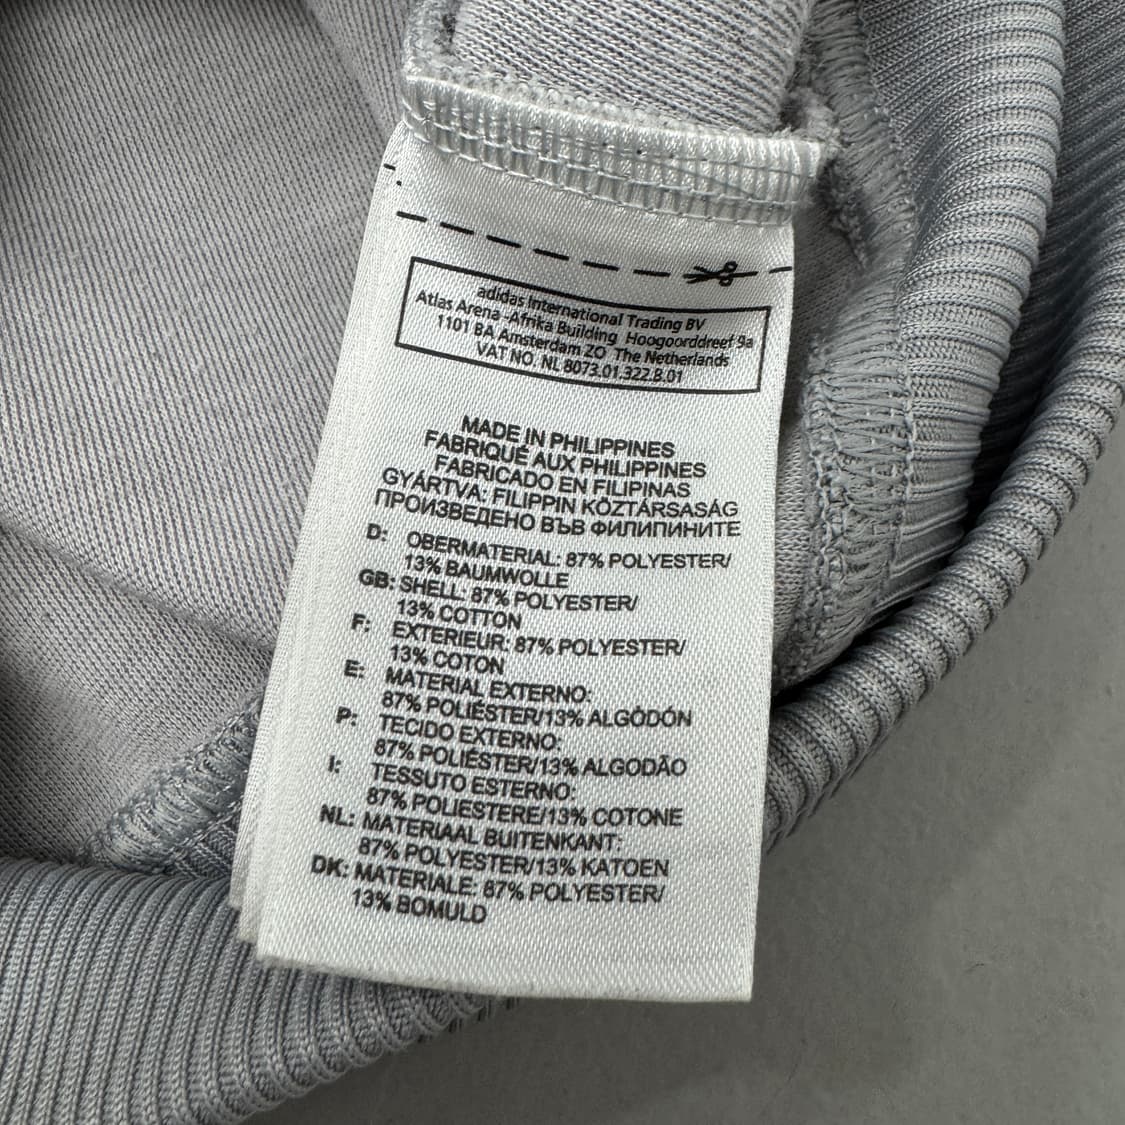 adidas International Trading BV
Atlas Arena -Afrika Building Hoogoorddreef 9a
1101 BA Amsterdam ZO The Netherlands
VAT NO. NL 8073.01.322.B.01
MADE IN PHILIPPINES
FABRIQUÉ AUX PHILIPPINES
FABRICADO EN FILIPINAS
GYÁRTVA: FILIPPIN KÖZTÁRSASÁG
ПРОИЗВЕДЕНО ВЪВ ФИЛИПИНИТЕ
D: OBERMATERIAL: 87% POLYESTER/
13% BAUMWOLLE
GB: SHELL: 87% POLYESTER/
13% COTTON
F: EXTERIEUR: 87% POLYESTER/
13% COTON
E: MATERIAL EXTERNO:
87% POLIÉSTER/13% ALGODÓN
P: TECIDO EXTERNO:
87% POLIÉSTER/13% ALGODÃO
I: TESSUTO ESTERNO:
87% POLIESTERE/13% COTONE
NL: MATERIAAL BUITENKANT:
87% POLYESTER/13% KATOEN
DK: MATERIALE: 87% POLYESTER/
13% BOMULD